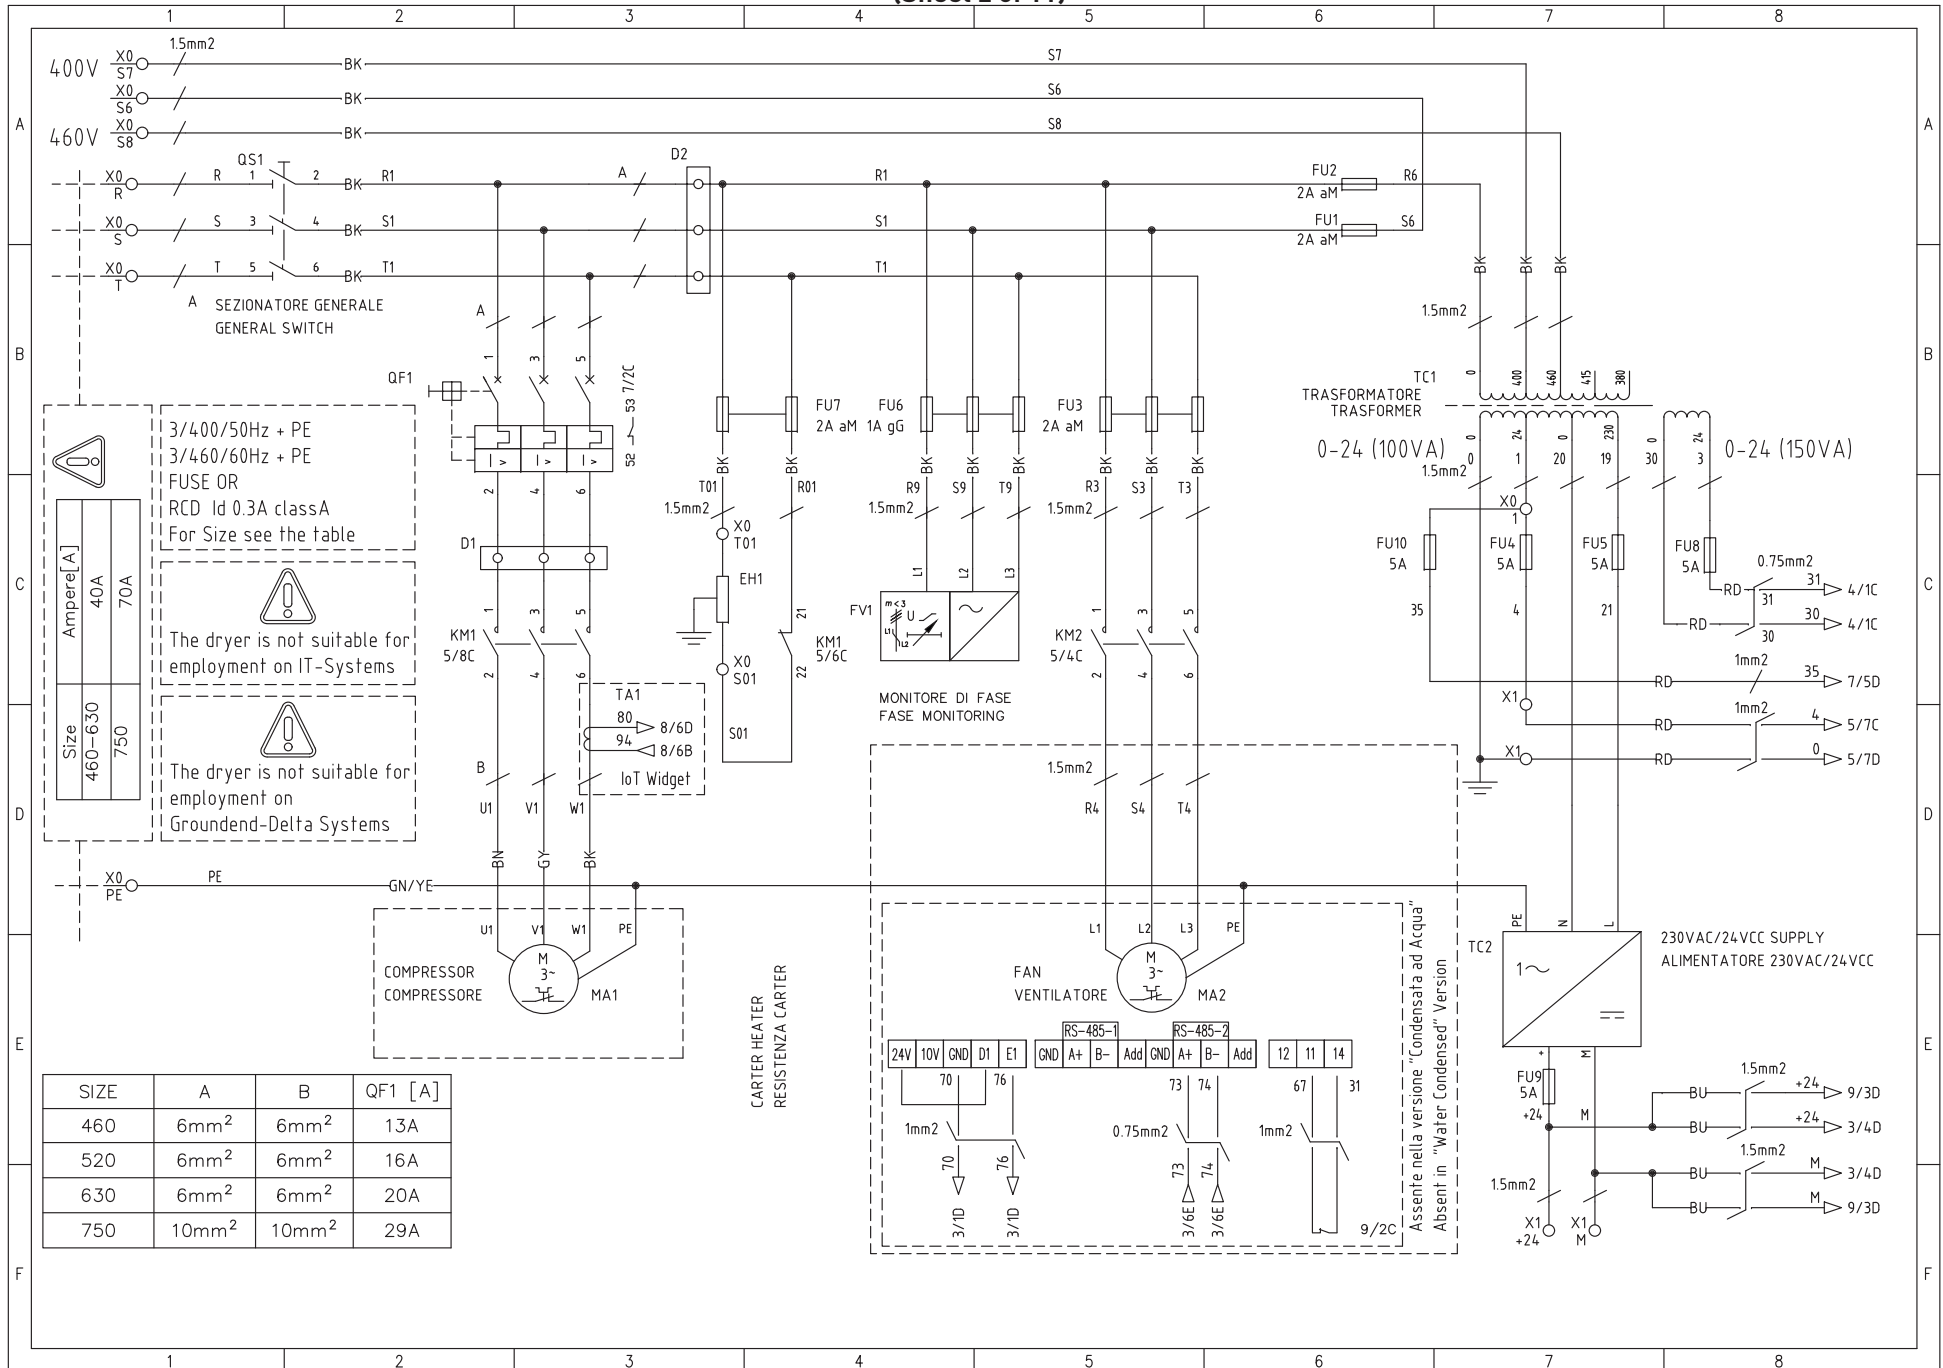 1 2 3 4 5 6 7 8
400V X0 S7 1.5mm2 BK S7
X0 S6 BK S6
A A
460V X0 S8 BK S8
QS1 D2
X0 R R 1 2 BK R1 A R1 FU2 2A aM R6
X0 S S 3 4 BK S1 S1 FU1 2A aM S6
X0 T T 5 6 BK T1 T1
BK BK BK
A SEZIONATORE GENERALE
GENERAL SWITCH
A
1.5mm2
B B
1 3 5
QF1
52 53 7/2C
FU7
2A aM
FU6
1A gG
FU3
2A aM
TC1
TRASFORMATORE
TRASFORMER
0 400 460 415 380
0 24 0 230 0 24
0-24 (100VA)
0 1 20 19 30 3
0-24 (150VA)
1.5mm2
I> I> I>
2 4 6
3/400/50Hz + PE
3/460/60Hz + PE
FUSE OR
RCD Id 0.3A classA
For Size see the table
Ampere[A] 40A 70A
Size 460-630 750
The dryer is not suitable for
employment on IT-Systems
The dryer is not suitable for
employment on
Groundend-Delta Systems
BK BK BK BK BK BK BK BK
T01 R01 R9 S9 T9 R3 S3 T3
1.5mm2 1.5mm2 1.5mm2
X0
T01
X0
1
D1
FU10
5A
FU4
5A
FU5
5A
FU8
5A
0.75mm2
C C
EH1
L1 L2 L3
FV1
m<3 U
L1 L2
RD 31 31 4/1C
RD 30 30 4/1C
35 4 21
1 3 5
KM1
5/8C
2 4 6
21
KM1
5/6C
22
X0
S01
1 3 5
KM2
5/4C
2 4 6
1mm2
RD 35 7/5D
TA1
80 8/6D
94 8/6B
IoT Widget
S01
MONITORE DI FASE
FASE MONITORING
X1
1mm2
RD 4 5/7C
X1
RD 0 5/7D
B
1.5mm2
U1 V1 W1
R4 S4 T4
D D
BN GY BK
X0 PE PE GN/YE
U1 V1 W1 PE
L1 L2 L3 PE
PE N L
COMPRESSOR
COMPRESSORE
M
3~
MA1
CARTER HEATER
RESISTENZA CARTER
FAN
VENTILATORE
M
3~
MA2
TC2
1~
230VAC/24VCC SUPPLY
ALIMENTATORE 230VAC/24VCC
E E
RS-485-1 RS-485-2
24V 10V GND D1 E1
GND A+ B- Add GND A+ B- Add
12 11 14
70 76 73 74 67 31
1mm2 0.75mm2 1mm2
70 76 73 74
3/1D 3/1D 3/6E 3/6E 9/2C
Assente nella versione "Condensata ad Acqua"
Absent in "Water Condensed" Version
+ M
FU9
5A
+24 M
1.5mm2
BU +24 9/3D
BU +24 3/4D
1.5mm2
BU M 3/4D
BU M 9/3D
1.5mm2
X1
+24
X1
M
SIZE A B QF1 [A]
460 6mm² 6mm² 13A
520 6mm² 6mm² 16A
630 6mm² 6mm² 20A
750 10mm² 10mm² 29A
F F
1 2 3 4 5 6 7 8